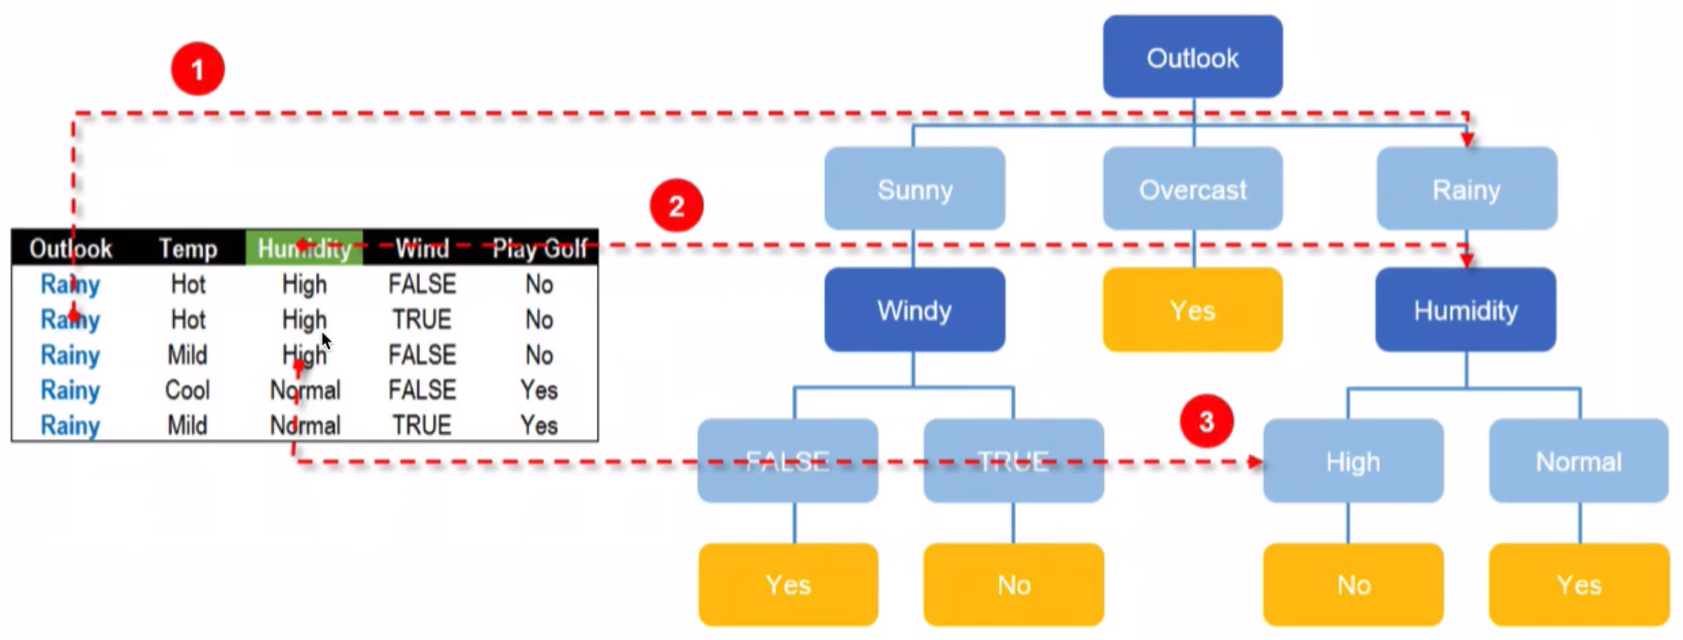 1
Outlook
Sunny
Overcast
Rainy
2
Outlook Temp Humidity Wind Play Golf
Rainy Hot High FALSE No
Rainy Hot High TRUE No
Rainy Mild High FALSE No
Rainy Cool Normal FALSE Yes
Rainy Mild Normal TRUE Yes
Windy
Yes
Humidity
3
FALSE
TRUE
High
Normal
Yes
No
No
Yes